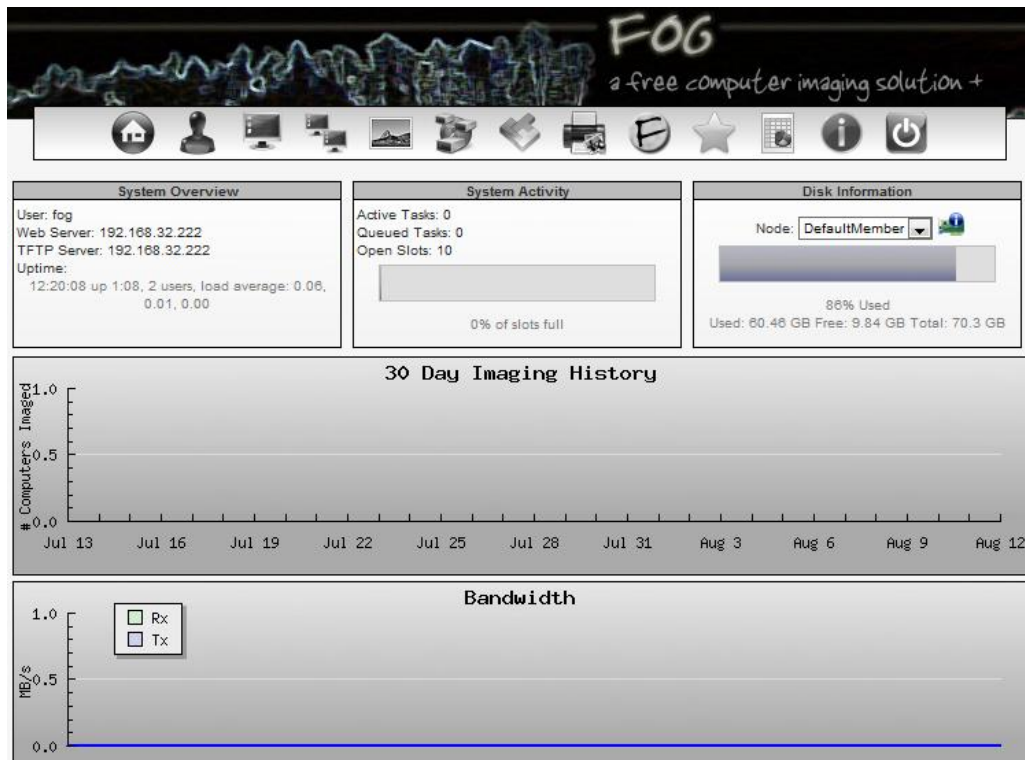 FOG
a free computer imaging solution +
System Overview
User: fog
Web Server: 192.168.32.222
TFTP Server: 192.168.32.222
Uptime:
12:20:08 up 1:08, 2 users, load average: 0.06,
0.01, 0.00
System Activity
Active Tasks: 0
Queued Tasks: 0
Open Slots: 10
0% of slots full
Disk Information
Node: DefaultMember
86% Used
Used: 60.46 GB Free: 9.84 GB Total: 70.3 GB
30 Day Imaging History
# Computers Imaged
1.0
0.5
0.0
Jul 13 Jul 16 Jul 19 Jul 22 Jul 25 Jul 28 Jul 31 Aug 3 Aug 6 Aug 9 Aug 12
Bandwidth
MB/s
1.0
0.5
0.0
Rx
Tx